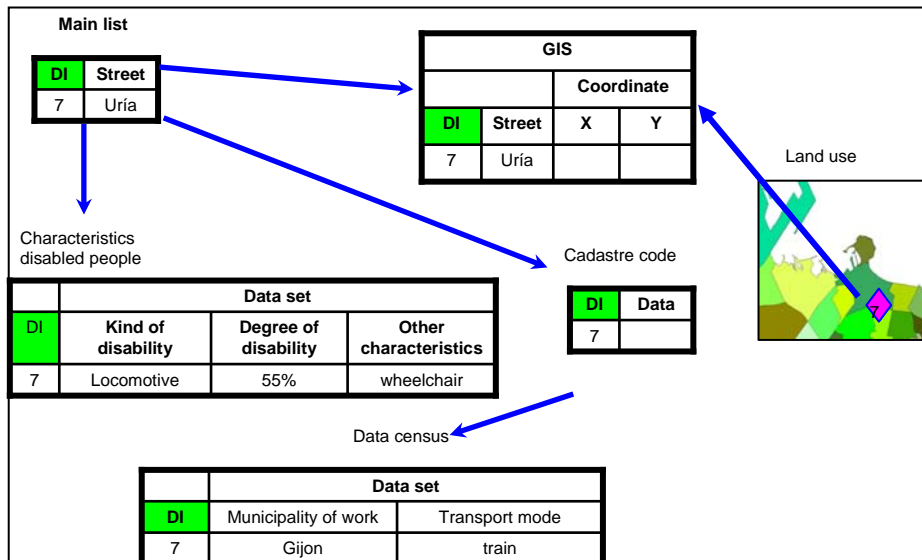 Main list
DI Street
7 Uría
GIS
Coordinate
DI Street X Y
7 Uría
Land use
7
Characteristics
disabled people
Data set
DI Kind of disability Degree of disability Other characteristics
7 Locomotive 55% wheelchair
Cadastre code
DI Data
7
Data census
Data set
DI Municipality of work Transport mode
7 Gijon train